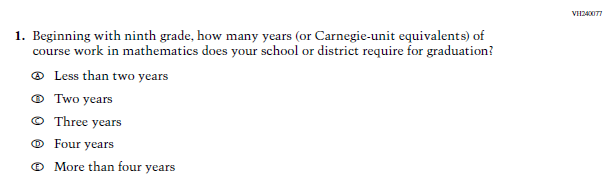 VH240077
1. Beginning with ninth grade, how many years (or Carnegie-unit equivalents) of
course work in mathematics does your school or district require for graduation?
Ⓐ Less than two years
Ⓑ Two years
Ⓒ Three years
Ⓓ Four years
Ⓔ More than four years